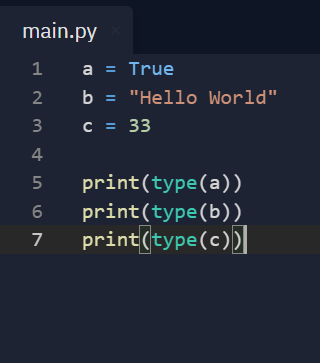 main.py ×
1 a = True
2 b = "Hello World"
3 c = 33
4
5 print(type(a))
6 print(type(b))
7 print(type(c))